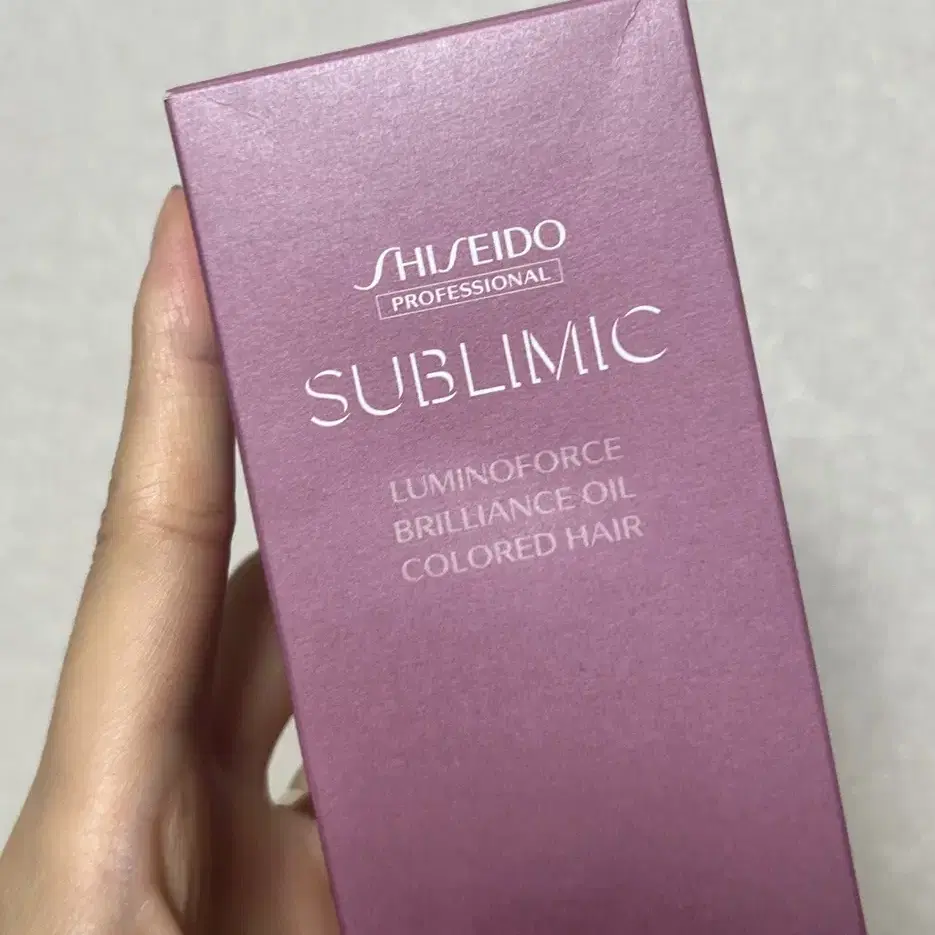 SHISEIDO
PROFESSIONAL
SUBLIMIC
LUMINOFORCE
BRILLIANCE OIL
COLORED HAIR